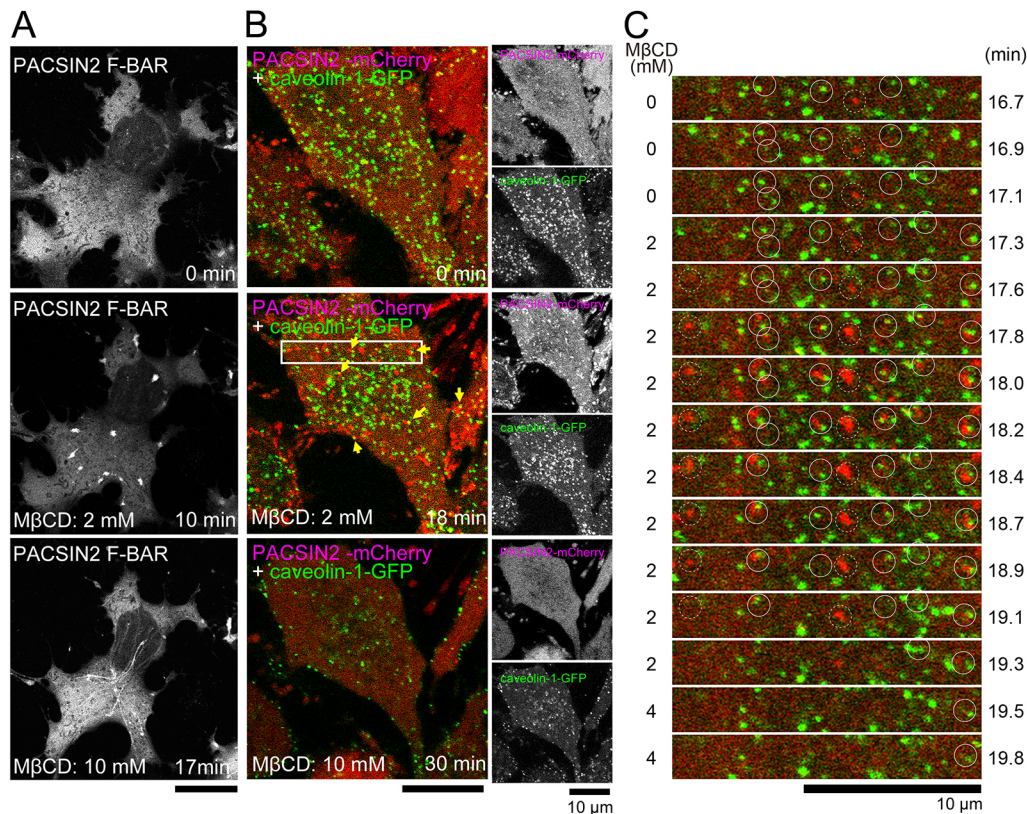 A
PACSIN2 F-BAR
0 min
PACSIN2 F-BAR
MβCD: 2 mM 10 min
PACSIN2 F-BAR
MβCD: 10 mM 17min
B
PACSIN2-mCherry
+ caveolin-1-GFP
0 min
PACSIN2-mCherry
caveolin-1-GFP
PACSIN2-mCherry
+ caveolin-1-GFP
MβCD: 2 mM 18 min
PACSIN2-mCherry
caveolin-1-GFP
PACSIN2 -mCherry
+ caveolin-1-GFP
MβCD: 10 mM 30 min
PACSIN2-mCherry
caveolin-1-GFP
10 µm
C
MβCD
(mM) (min)
0 16.7
0 16.9
0 17.1
2 17.3
2 17.6
2 17.8
2 18.0
2 18.2
2 18.4
2 18.7
2 18.9
2 19.1
2 19.3
4 19.5
4 19.8
10 µm